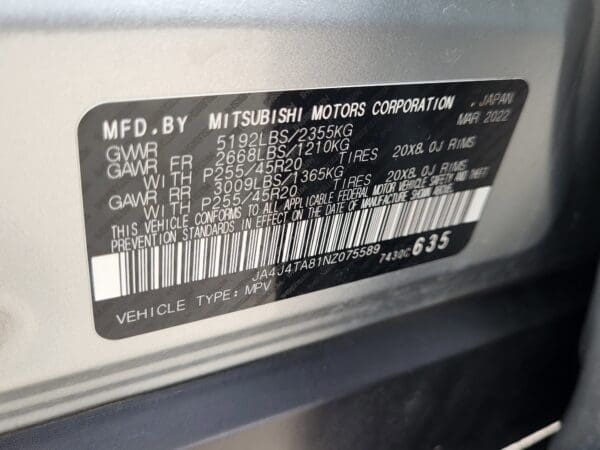 MFD.BY MITSUBISHI MOTORS CORPORATION . JAPAN
MAR 2022
GVWR 5192LBS/2355KG
GAWR FR 2668LBS/1210KG
WITH P255/45R20 TIRES 20X8.0J RIMS
GAWR RR 3009LBS/1365KG
WITH P255/45R20 TIRES 20X8.0J RIMS
THIS VEHICLE CONFORMS TO ALL APPLICABLE FEDERAL MOTOR VEHICLE SAFETY AND THEFT
PREVENTION STANDARDS IN EFFECT ON THE DATE OF MANUFACTURE SHOWN ABOVE.
JA4J4TA81NZ075589 7430C 635
VEHICLE TYPE: MPV